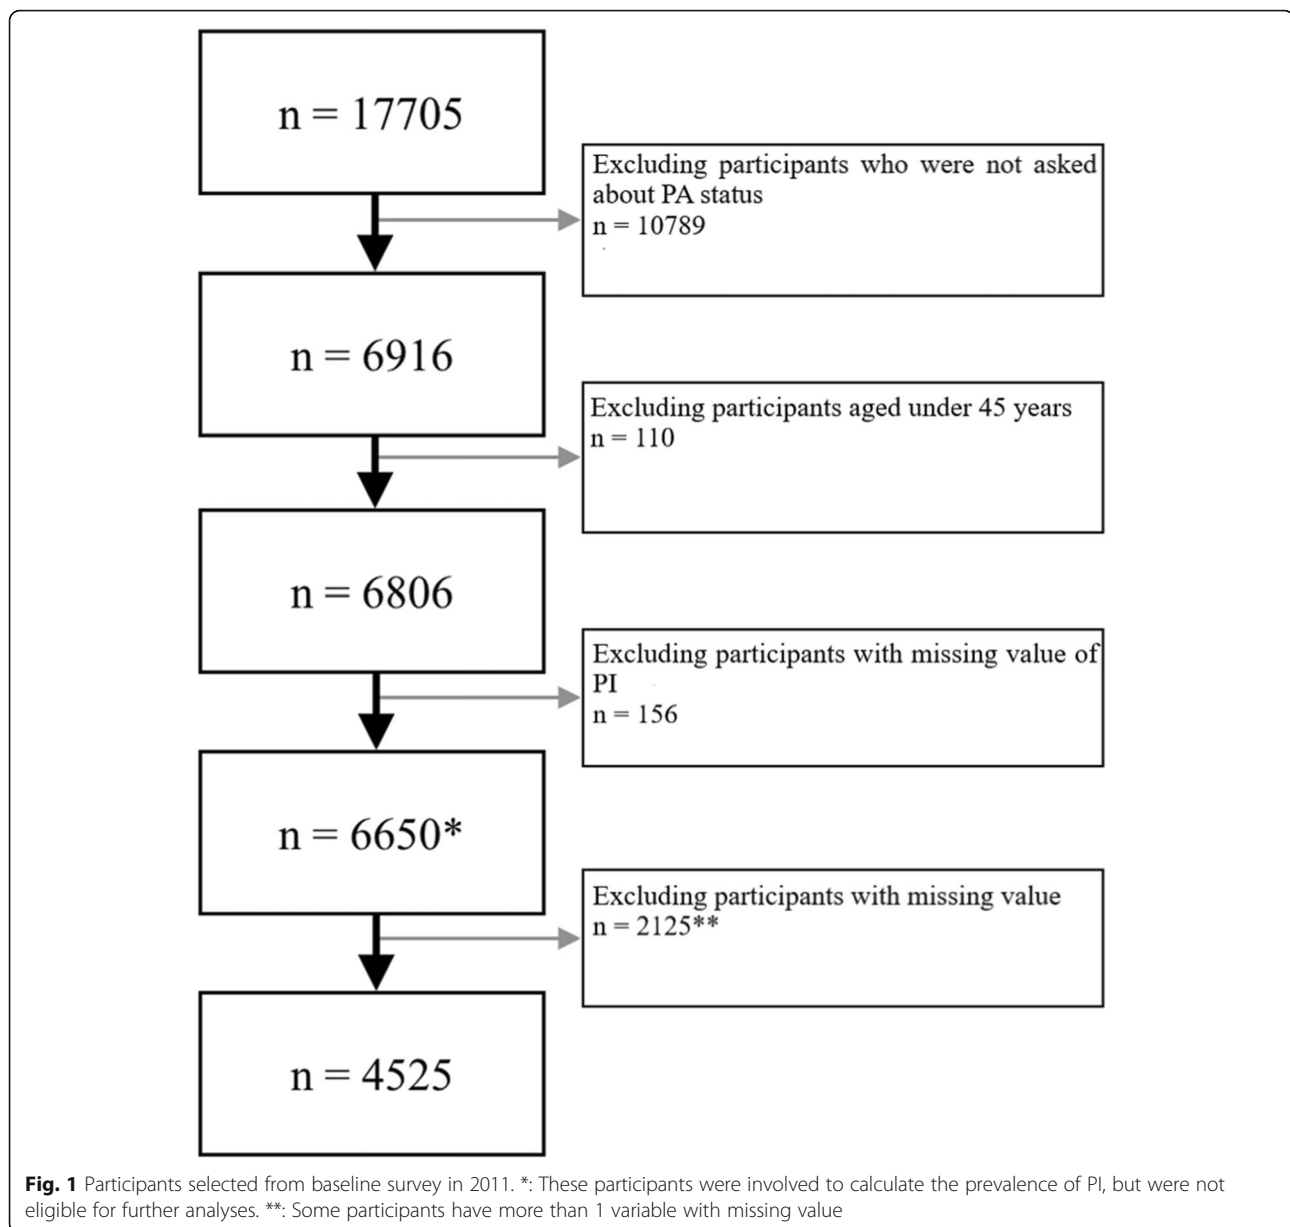 n = 17705
Excluding participants who were not asked
about PA status
n = 10789
n = 6916
Excluding participants aged under 45 years
n = 110
n = 6806
Excluding participants with missing value of
PI
n = 156
n = 6650*
Excluding participants with missing value
n = 2125**
n = 4525
Fig. 1 Participants selected from baseline survey in 2011. *: These participants were involved to calculate the prevalence of PI, but were not
eligible for further analyses. **: Some participants have more than 1 variable with missing value